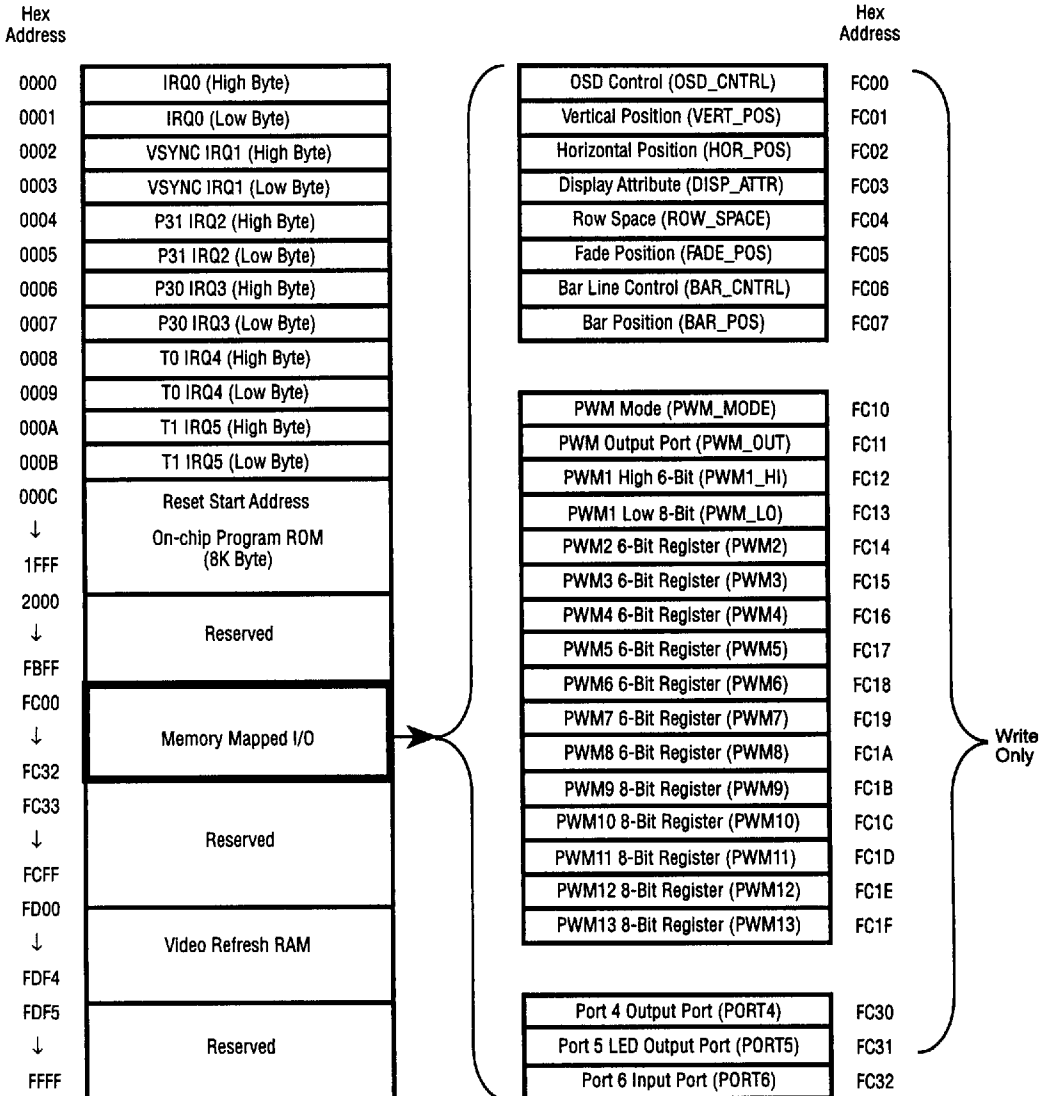 Hex
Address
0000 IRQ0 (High Byte)
0001 IRQ0 (Low Byte)
0002 VSYNC IRQ1 (High Byte)
0003 VSYNC IRQ1 (Low Byte)
0004 P31 IRQ2 (High Byte)
0005 P31 IRQ2 (Low Byte)
0006 P30 IRQ3 (High Byte)
0007 P30 IRQ3 (Low Byte)
0008 T0 IRQ4 (High Byte)
0009 T0 IRQ4 (Low Byte)
000A T1 IRQ5 (High Byte)
000B T1 IRQ5 (Low Byte)
000C Reset Start Address
↓ On-chip Program ROM
1FFF (8K Byte)
2000
↓ Reserved
FBFF
FC00
↓ Memory Mapped I/O
FC32
FC33
↓ Reserved
FCFF
FD00
↓ Video Refresh RAM
FDF4
FDF5
↓ Reserved
FFFF
Hex
Address
OSD Control (OSD_CNTRL) FC00
Vertical Position (VERT_POS) FC01
Horizontal Position (HOR_POS) FC02
Display Attribute (DISP_ATTR) FC03
Row Space (ROW_SPACE) FC04
Fade Position (FADE_POS) FC05
Bar Line Control (BAR_CNTRL) FC06
Bar Position (BAR_POS) FC07
PWM Mode (PWM_MODE) FC10
PWM Output Port (PWM_OUT) FC11
PWM1 High 6-Bit (PWM1_HI) FC12
PWM1 Low 8-Bit (PWM_LO) FC13
PWM2 6-Bit Register (PWM2) FC14
PWM3 6-Bit Register (PWM3) FC15
PWM4 6-Bit Register (PWM4) FC16
PWM5 6-Bit Register (PWM5) FC17
PWM6 6-Bit Register (PWM6) FC18
PWM7 6-Bit Register (PWM7) FC19
PWM8 6-Bit Register (PWM8) FC1A
PWM9 8-Bit Register (PWM9) FC1B
PWM10 8-Bit Register (PWM10) FC1C
PWM11 8-Bit Register (PWM11) FC1D
PWM12 8-Bit Register (PWM12) FC1E
PWM13 8-Bit Register (PWM13) FC1F
Port 4 Output Port (PORT4) FC30
Port 5 LED Output Port (PORT5) FC31
Port 6 Input Port (PORT6) FC32
Write
Only